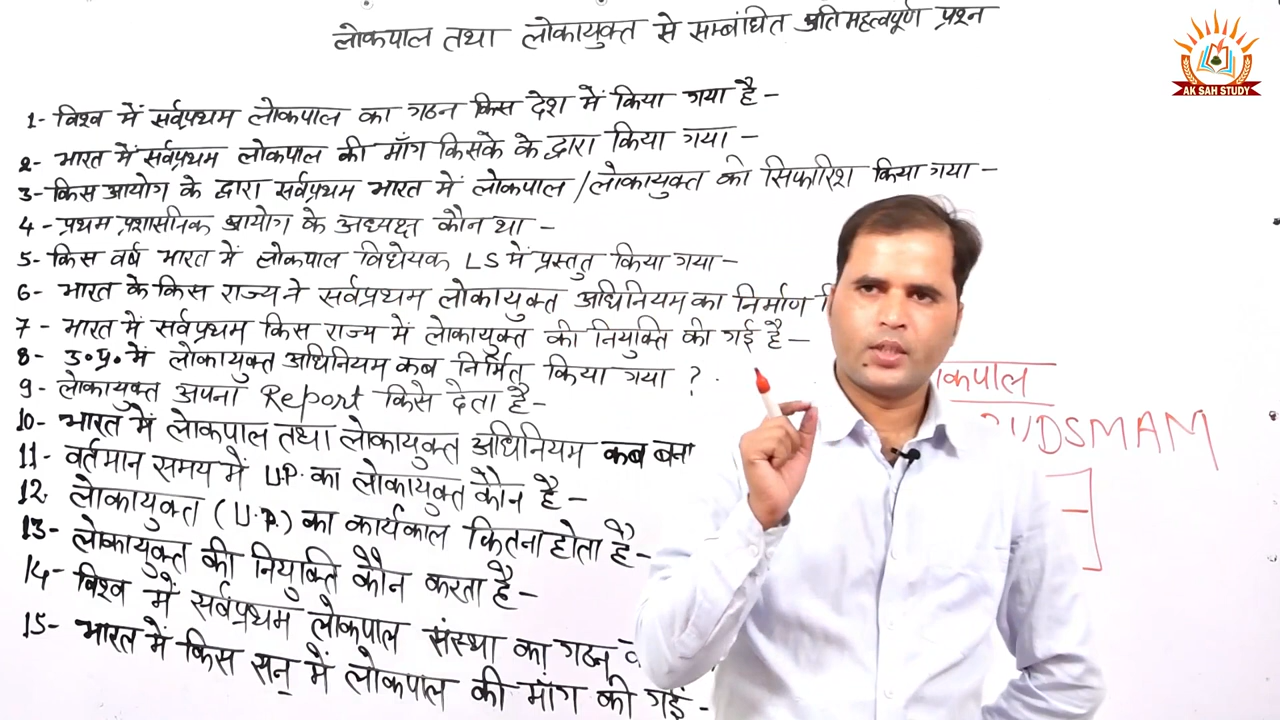 लोकपाल तथा लोकायुक्त से सम्बंधित अतिमहत्वपूर्ण प्रश्न
AK SAH STUDY
1- विश्व में सर्वप्रथम लोकपाल का गठन किस देश में किया गया है -
2- भारत में सर्वप्रथम लोकपाल की माँग किसके के द्वारा किया गया -
3- किस आयोग के द्वारा सर्वप्रथम भारत में लोकपाल / लोकायुक्त की सिफारिश किया गया -
4- प्रथम प्रशासनिक आयोग के अध्यक्ष कौन था -
5- किस वर्ष भारत में लोकपाल विधेयक LS में प्रस्तुत किया गया -
6- भारत के किस राज्य ने सर्वप्रथम लोकायुक्त अधिनियम का निर्माण
7- भारत में सर्वप्रथम किस राज्य में लोकायुक्त की नियुक्ति की गई है -
8- उ०प्र० में लोकायुक्त अधिनियम कब निर्मित किया गया ?
9- लोकायुक्त अपना Report किसे देता है -
10- भारत में लोकपाल तथा लोकायुक्त अधिनियम कब बना
11- वर्तमान समय में U.P. का लोकायुक्त कौन है -
12. लोकायुक्त (U.P.) का कार्यकाल कितना होता है -
13- लोकायुक्त की नियुक्ति कौन करता है -
14- विश्व में सर्वप्रथम लोकपाल संस्था का गठन
15- भारत में किस सन् में लोकपाल की माँग की गई -
कपाल
UDSMAM